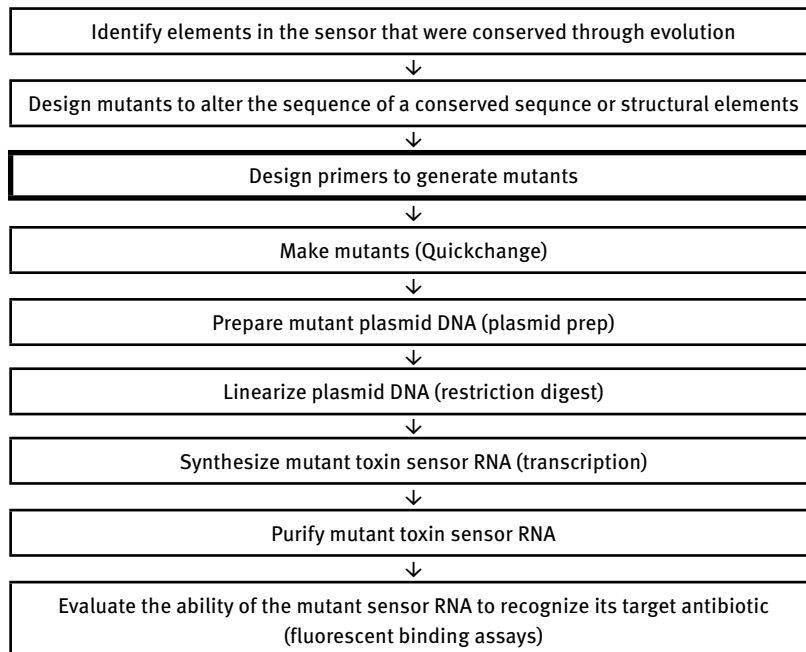 Identify elements in the sensor that were conserved through evolution
↓
Design mutants to alter the sequence of a conserved sequnce or structural elements
↓
Design primers to generate mutants
↓
Make mutants (Quickchange)
↓
Prepare mutant plasmid DNA (plasmid prep)
↓
Linearize plasmid DNA (restriction digest)
↓
Synthesize mutant toxin sensor RNA (transcription)
↓
Purify mutant toxin sensor RNA
↓
Evaluate the ability of the mutant sensor RNA to recognize its target antibiotic
(fluorescent binding assays)